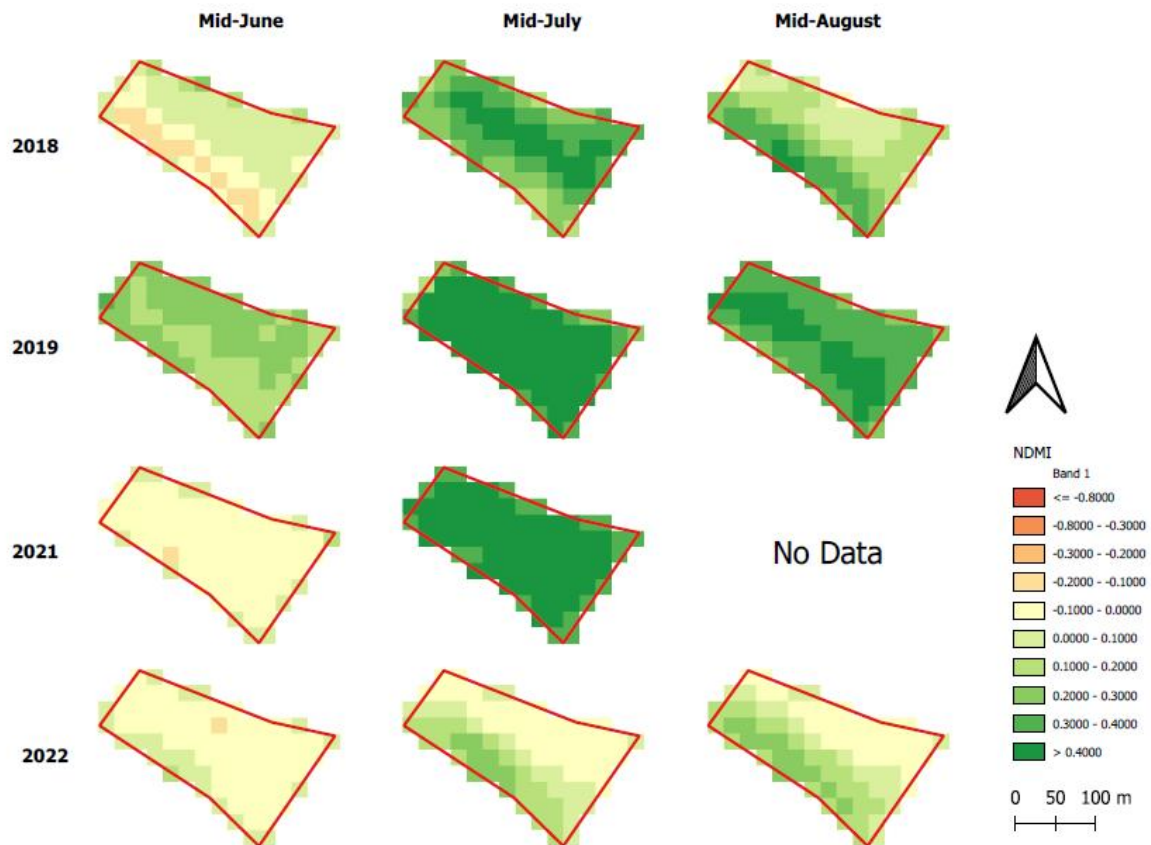 Mid-June Mid-July Mid-August
2018
2019
2021
No Data
2022
NDMI
Band 1
<= -0.8000
-0.8000 - -0.3000
-0.3000 - -0.2000
-0.2000 - -0.1000
-0.1000 - 0.0000
0.0000 - 0.1000
0.1000 - 0.2000
0.2000 - 0.3000
0.3000 - 0.4000
> 0.4000
0 50 100 m